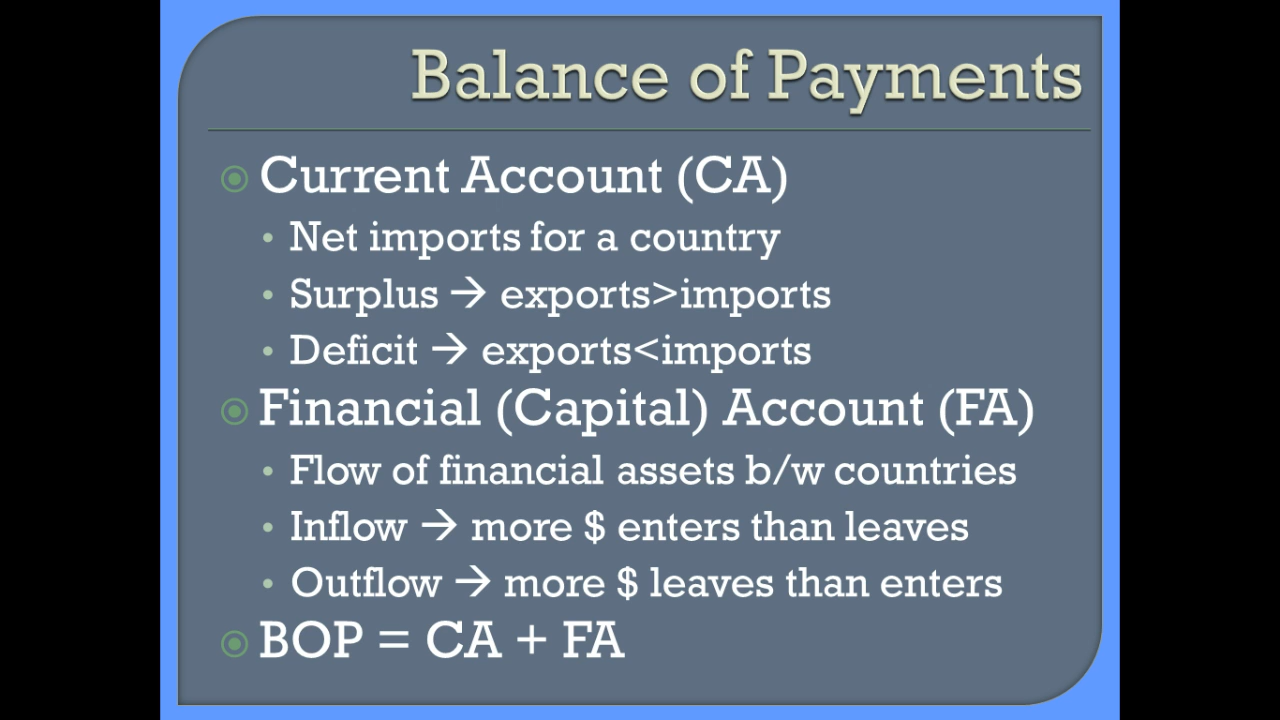 Balance of Payments
Current Account (CA)
• Net imports for a country
• Surplus → exports>imports
• Deficit → exports<imports
Financial (Capital) Account (FA)
• Flow of financial assets b/w countries
• Inflow → more $ enters than leaves
• Outflow → more $ leaves than enters
BOP = CA + FA